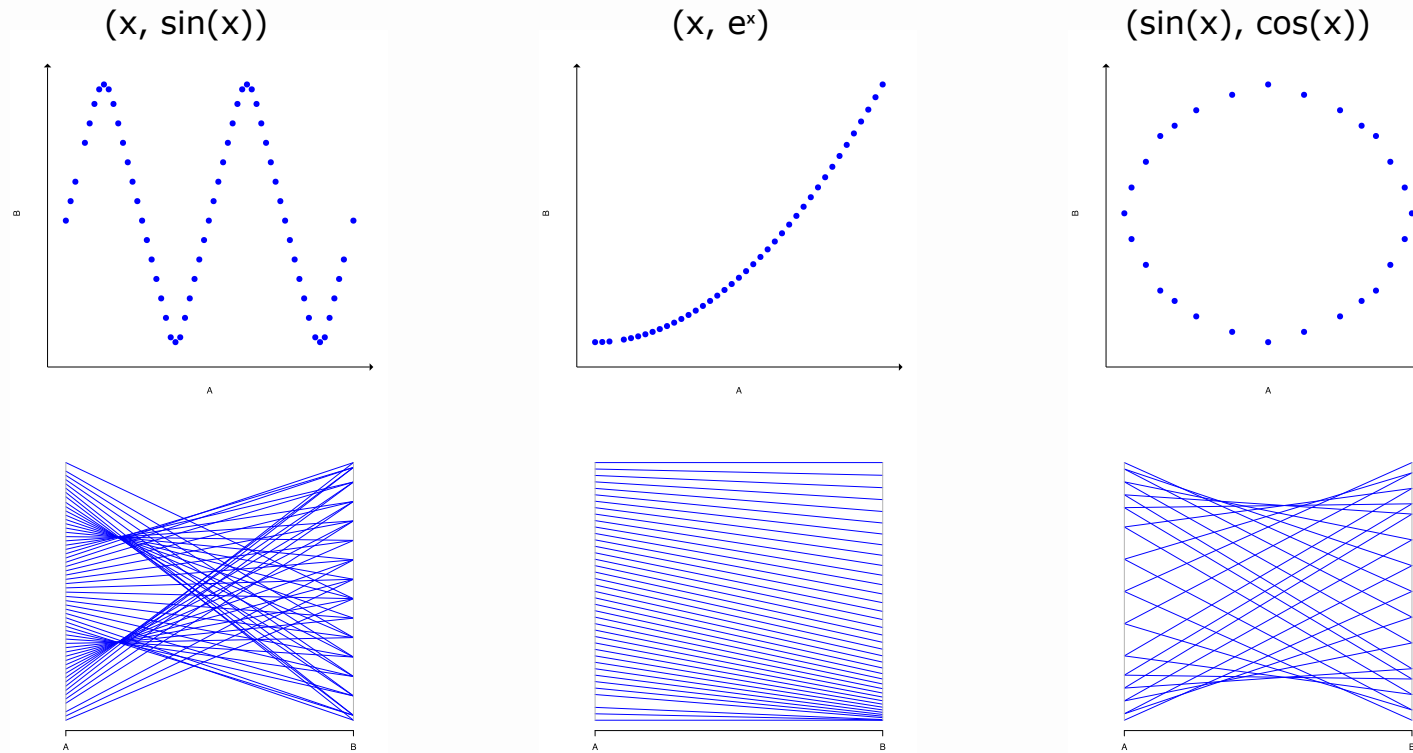 (x, sin(x))
(x, eˣ)
(sin(x), cos(x))
B
B
B
A
A
A
A B
A B
A B